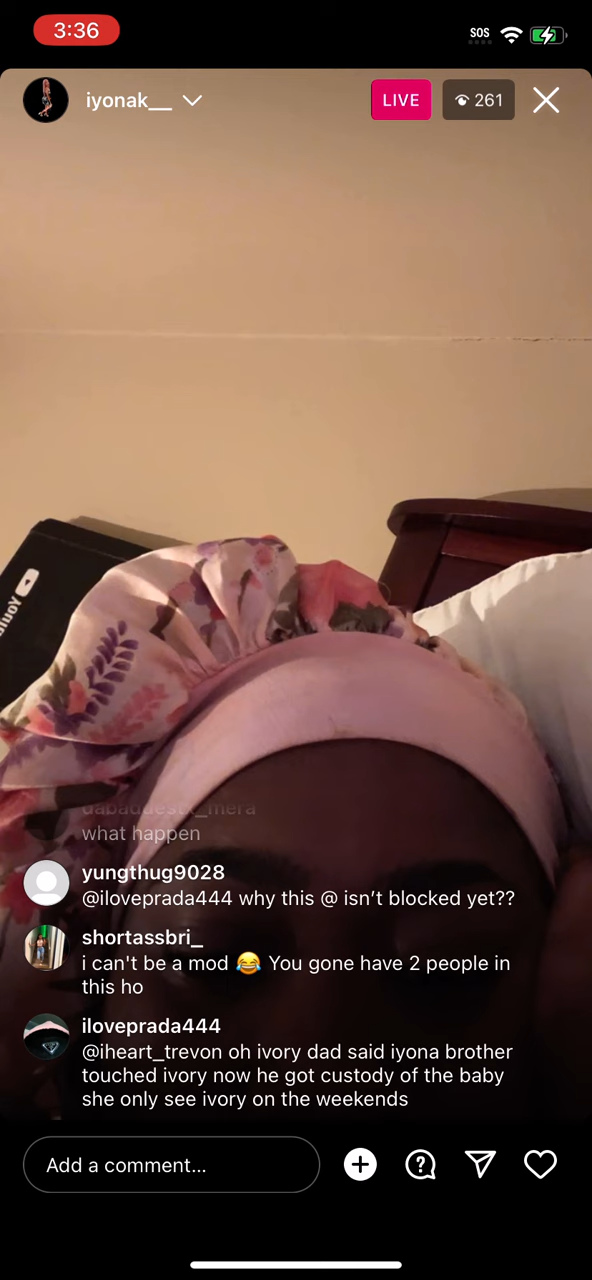 3:36
SOS
iyonak__
LIVE
261
YouTu
what happen
yungthug9028
@iloveprada444 why this @ isn’t blocked yet??
shortassbri_
i can't be a mod 😂 You gone have 2 people in
this ho
iloveprada444
@iheart_trevon oh ivory dad said iyona brother
touched ivory now he got custody of the baby
she only see ivory on the weekends
Add a comment...